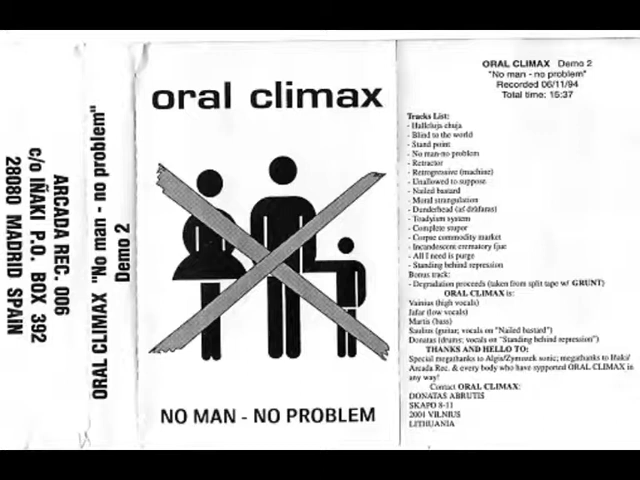 ARCADA REC. 006
c/o IÑAKI P.O. BOX 392
28080 MADRID SPAIN
ORAL CLIMAX "No man - no problem"
Demo 2
oral climax
NO MAN - NO PROBLEM
ORAL CLIMAX Demo 2
"No man - no problem"
Recorded 06/11/94
Total time: 15:37
Tracks List:
- Halleluja chuja
- Blind to the world
- Stand point
- No man-no problem
- Retractor
- Retrogressive (machine)
- Unallowed to suppose
- Nailed bastard
- Moral strangulation
- Dunderhead (af
- Toadyism system
- Complete stupor
- Corpse commodity market
- Incandescent crematory
- All I need is purge
- Standing behind repression
Bonus track:
- Degradation proceeds (taken from split tape w/ GRUNT)
ORAL CLIMAX is:
Vainius (high vocals)
Jafar (low vocals)
Martis (bass)
Saulius (guitar; vocals on "Nailed bastard")
Donatas (drums; vocals on "Standing behind repression")
THANKS AND HELLO TO:
Special megathanks to Algis/Zymozek sonic; megathanks to Iñaki/
Arcada Rec. & every body who have sypported ORAL CLIMAX in
any way!
Contact ORAL CLIMAX:
DONATAS ABRUTIS
SKAPO 8-11
2001 VILNIUS
LITHUANIA